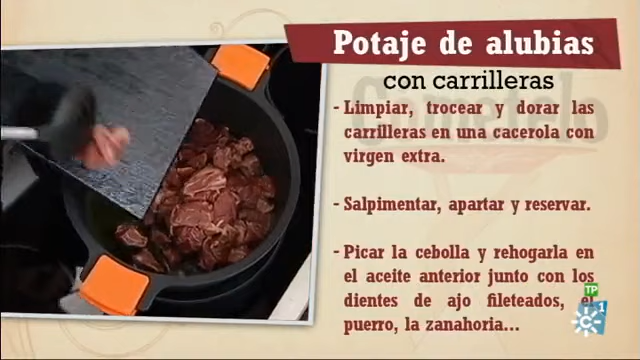 Potaje de alubias
con carrilleras
- Limpiar, trocear y dorar las
carrilleras en una cacerola con
virgen extra.
- Salpimentar, apartar y reservar.
- Picar la cebolla y rehogarla en
el aceite anterior junto con los
dientes de ajo fileteados, el
puerro, la zanahoria...
TP
1